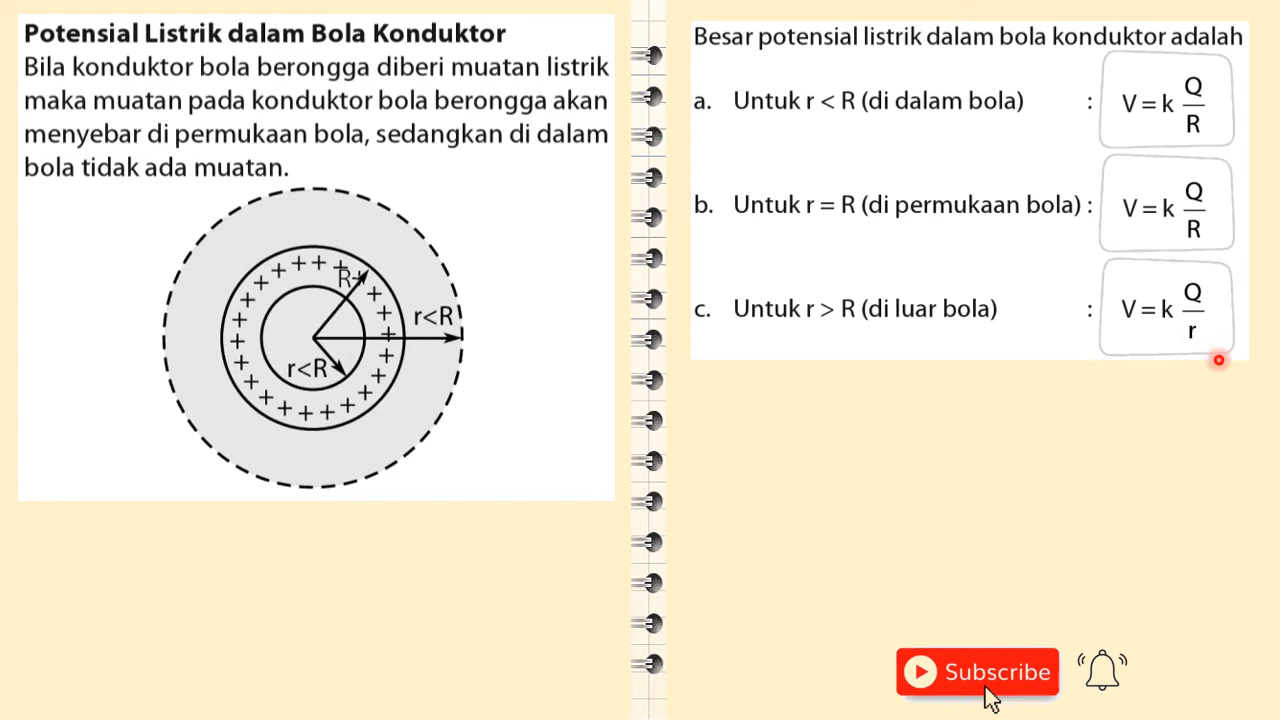 Potensial Listrik dalam Bola Konduktor
Bila konduktor bola berongga diberi muatan listrik
maka muatan pada konduktor bola berongga akan
menyebar di permukaan bola, sedangkan di dalam
bola tidak ada muatan.
R
r<R
r<R
Besar potensial listrik dalam bola konduktor adalah
a. Untuk r < R (di dalam bola) : V = k Q/R
b. Untuk r = R (di permukaan bola) : V = k Q/R
c. Untuk r > R (di luar bola) : V = k Q/r
Subscribe